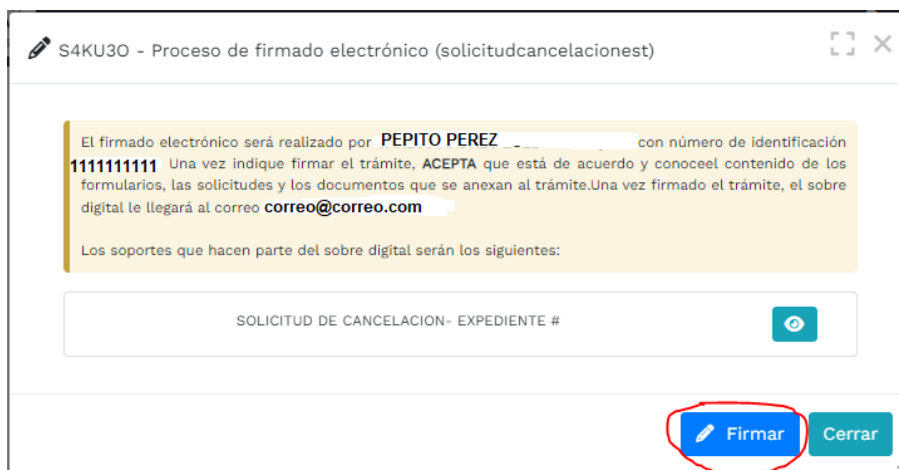 S4KU3O - Proceso de firmado electrónico (solicitudcancelacionest)
El firmado electrónico será realizado por PEPITO PEREZ con número de identificación
1111111111 Una vez indique firmar el trámite, ACEPTA que está de acuerdo y conoceel contenido de los
formularios, las solicitudes y los documentos que se anexan al trámite.Una vez firmado el trámite, el sobre
digital le llegará al correo correo@correo.com
Los soportes que hacen parte del sobre digital serán los siguientes:
SOLICITUD DE CANCELACION- EXPEDIENTE #
Firmar
Cerrar